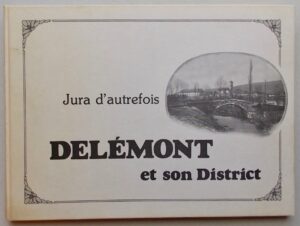 Jura d'autrefois
DELÉMONT
et son District